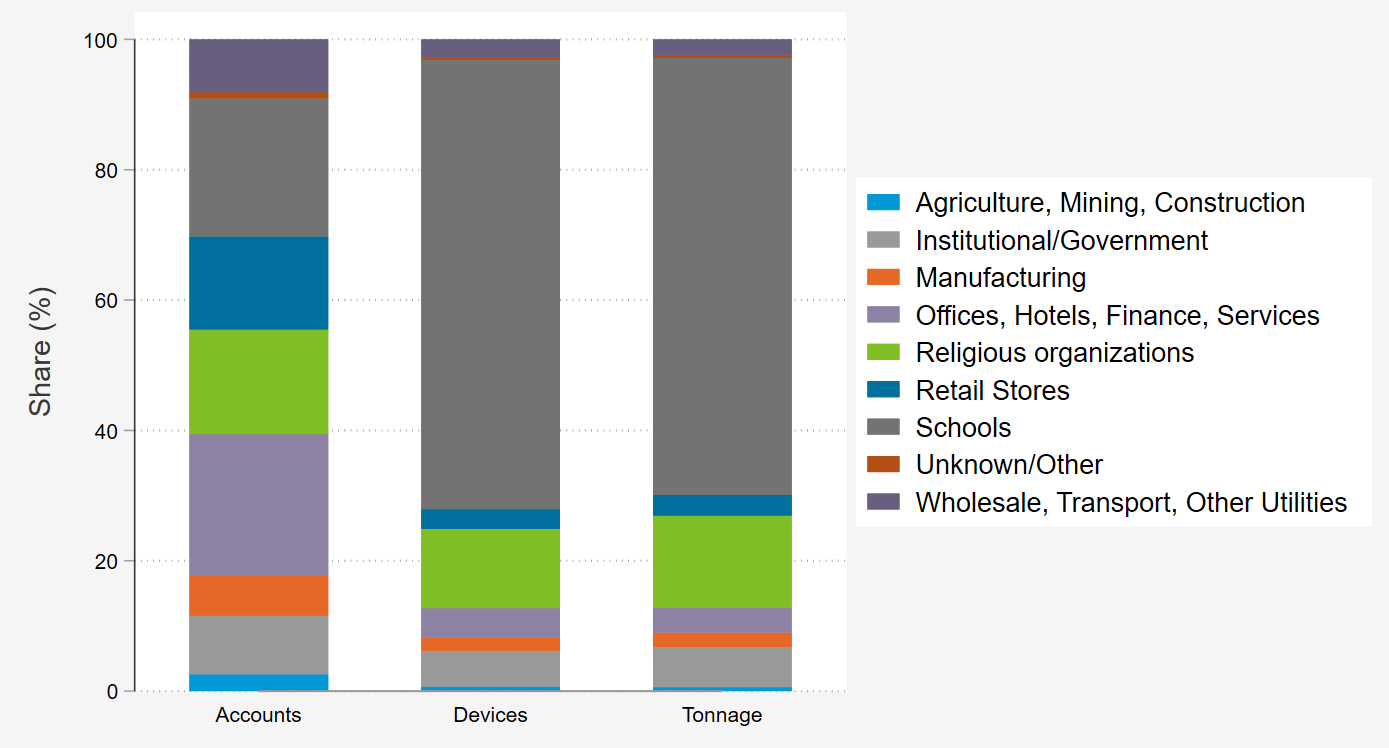 100
80
60
40
20
0
Share (%)
Accounts
Devices
Tonnage
Agriculture, Mining, Construction
Institutional/Government
Manufacturing
Offices, Hotels, Finance, Services
Religious organizations
Retail Stores
Schools
Unknown/Other
Wholesale, Transport, Other Utilities